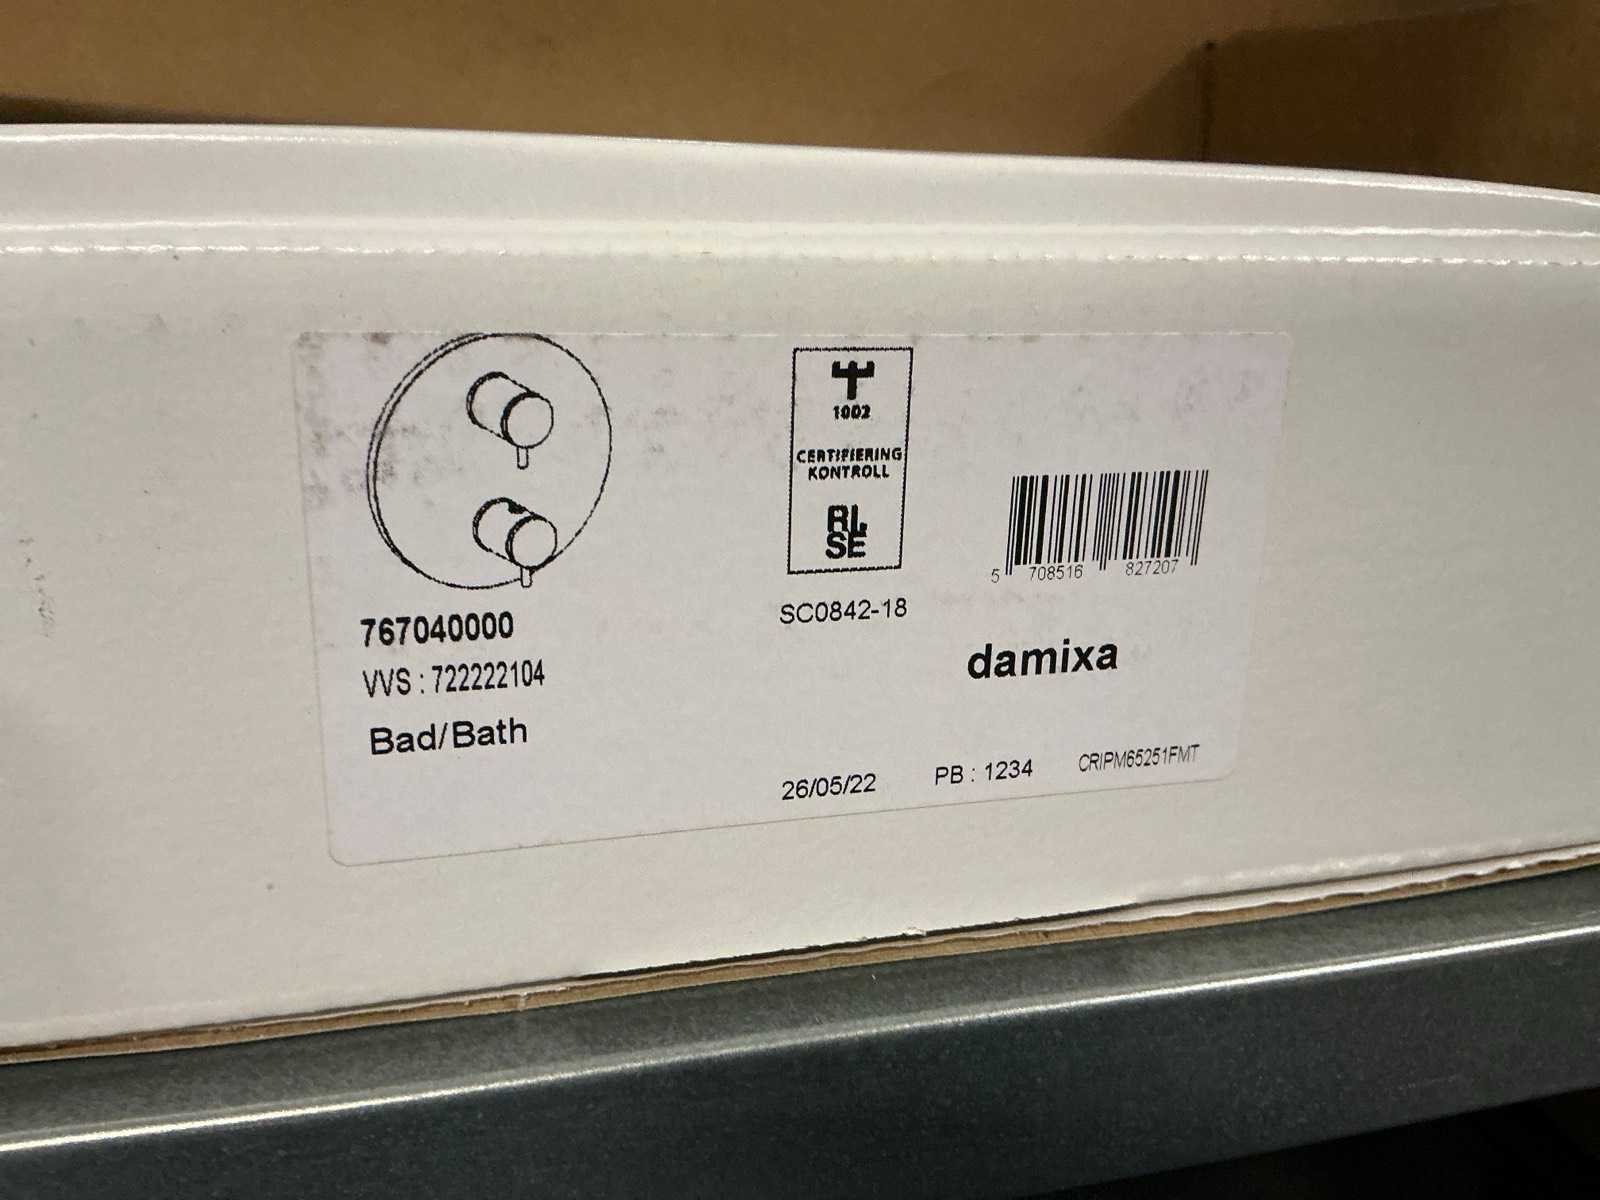 767040000
VVS : 722222104
Bad/Bath
1002
CERTIFIERING
KONTROLL
RI
SE
SC0842-18
5 708516 827207
damixa
26/05/22
PB : 1234
CRIPM65251FMT